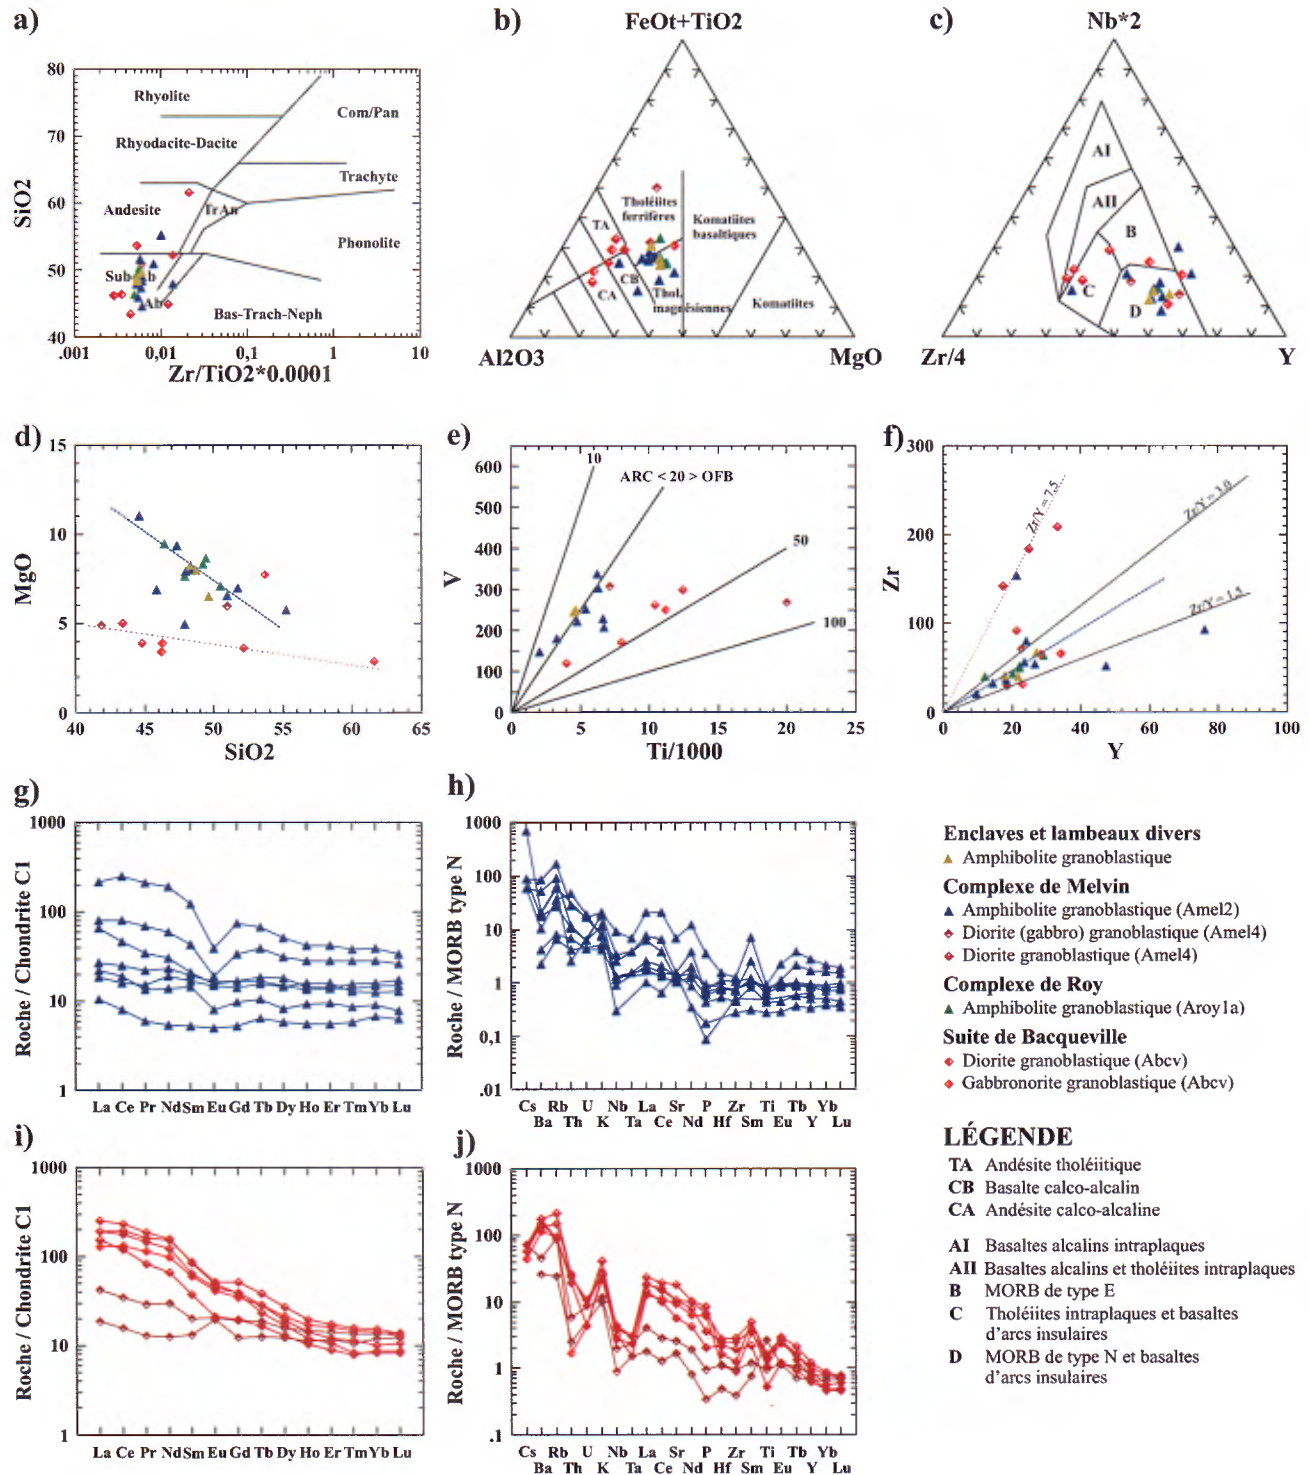 a)
SiO2
80
70
60
50
40
Rhyolite
Com/Pan
Rhyodacite-Dacite
Trachyte
Andesite
TrAn
Phonolite
Sub-Ab
Ab
Bas-Trach-Neph
.001
0,01
0,1
1
10
Zr/TiO2*0.0001
b)
FeOt+TiO2
Tholéiites
ferrifères
TA
Komatiites
basaltiques
CB
CA
Thol.
magnésiennes
Komatiites
Al2O3
MgO
c)
Nb*2
AI
AII
B
C
D
Zr/4
Y
d)
MgO
15
10
5
0
40
45
50
55
60
65
SiO2
e)
V
600
500
400
300
200
100
0
10
ARC < 20 > OFB
50
100
0
5
10
15
20
25
Ti/1000
f)
Zr
300
200
100
0
Zr/Y = 7,5
Zr/Y = 3,0
Zr/Y = 1,5
0
20
40
60
80
100
Y
g)
Roche / Chondrite C1
1000
100
10
1
La Ce Pr Nd Sm Eu Gd Tb Dy Ho Er Tm Yb Lu
h)
Roche / MORB type N
1000
100
10
1
0,1
.01
Cs Rb U Nb La Sr P Zr Ti Tb Yb
Ba Th K Ta Ce Nd Hf Sm Eu Y Lu
Enclaves et lambeaux divers
Amphibolite granoblastique
Complexe de Melvin
Amphibolite granoblastique (Amel2)
Diorite (gabbro) granoblastique (Amel4)
Diorite granoblastique (Amel4)
Complexe de Roy
Amphibolite granoblastique (Aroy1a)
Suite de Bacqueville
Diorite granoblastique (Abcv)
Gabbronorite granoblastique (Abcv)
i)
Roche / Chondrite C1
1000
100
10
1
La Ce Pr Nd Sm Eu Gd Tb Dy Ho Er Tm Yb Lu
j)
Roche / MORB type N
1000
100
10
1
.1
Cs Rb U Nb La Sr P Zr Ti Tb Yb
Ba Th K Ta Ce Nd Hf Sm Eu Y Lu
LÉGENDE
TA Andésite tholéiitique
CB Basalte calco-alcalin
CA Andésite calco-alcaline
AI Basaltes alcalins intraplaques
AII Basaltes alcalins et tholéiites intraplaques
B MORB de type E
C Tholéiites intraplaques et basaltes
d'arcs insulaires
D MORB de type N et basaltes
d'arcs insulaires